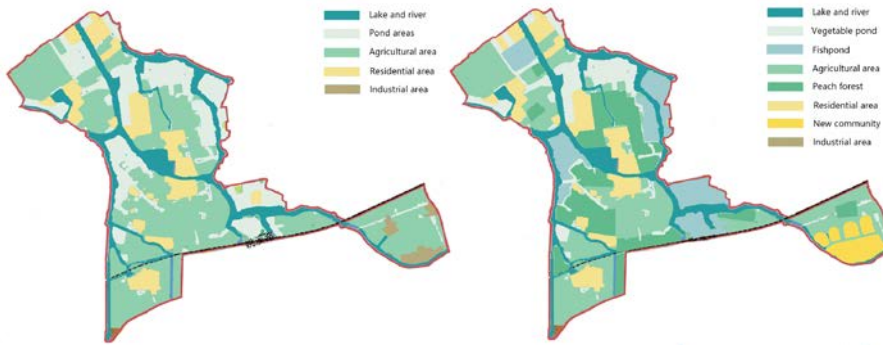 Lake and river
Pond areas
Agricultural area
Residential area
Industrial area
Lake and river
Vegetable pond
Fishpond
Agricultural area
Peach forest
Residential area
New community
Industrial area